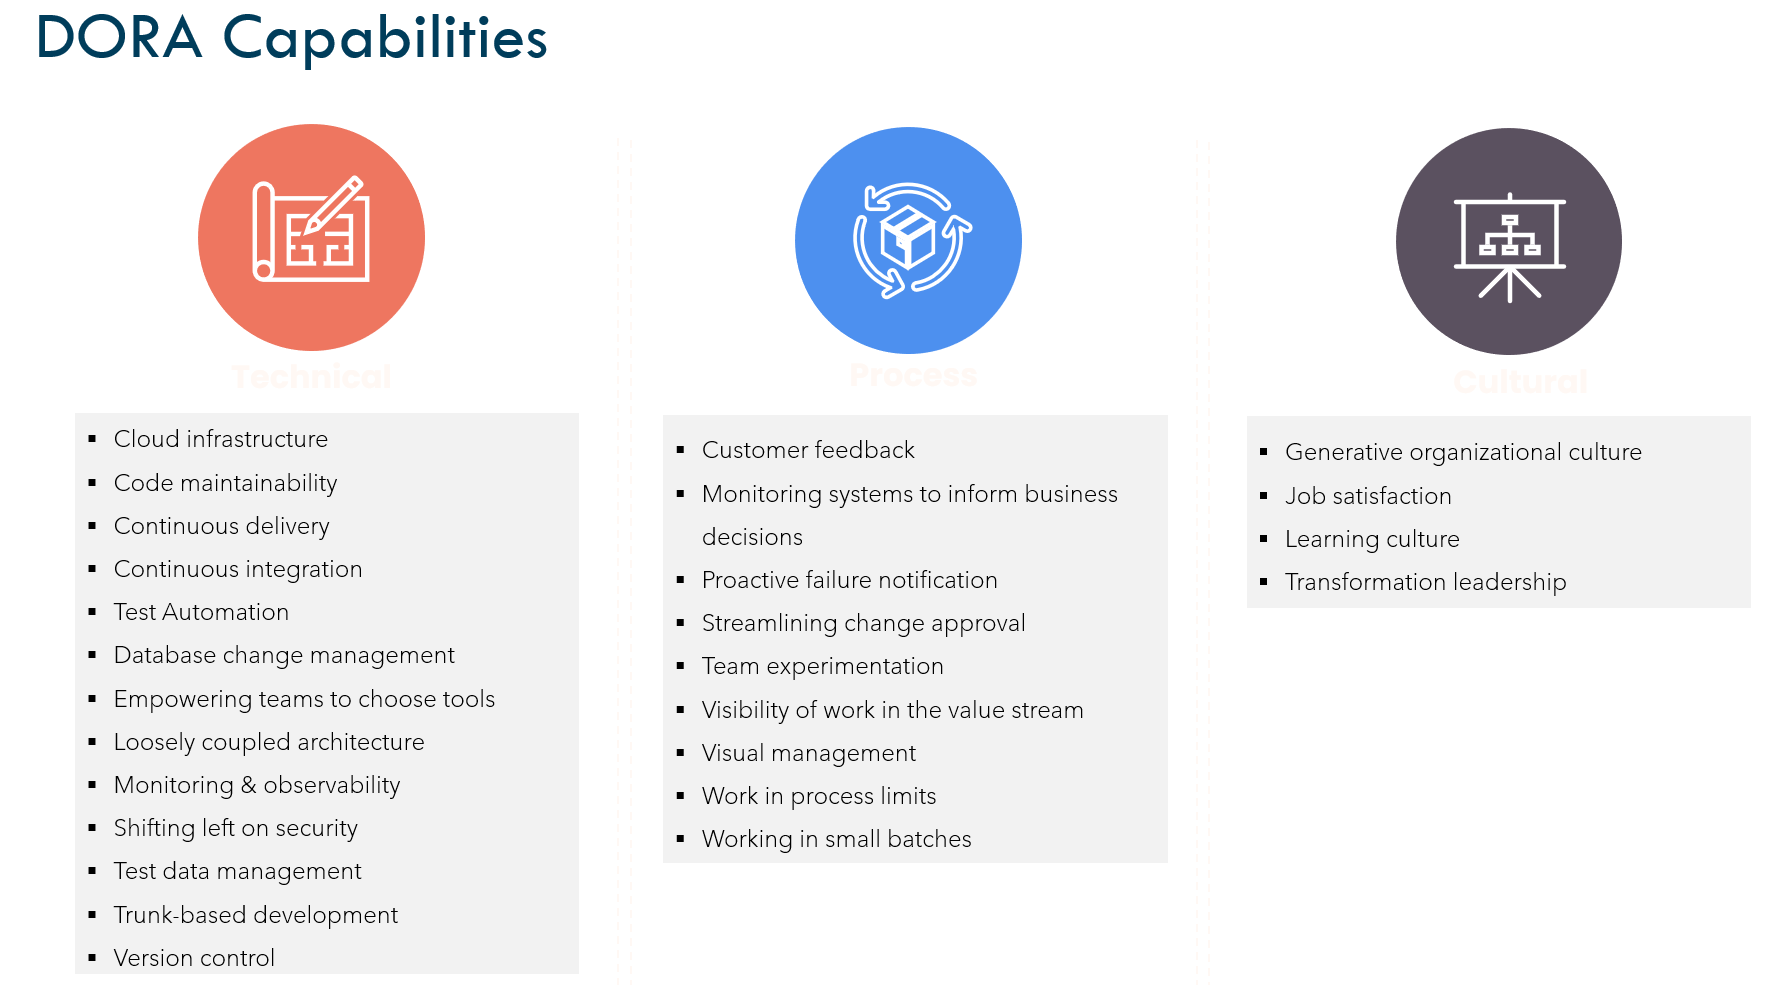 DORA Capabilities
Technical
▪ Cloud infrastructure
▪ Code maintainability
▪ Continuous delivery
▪ Continuous integration
▪ Test Automation
▪ Database change management
▪ Empowering teams to choose tools
▪ Loosely coupled architecture
▪ Monitoring & observability
▪ Shifting left on security
▪ Test data management
▪ Trunk-based development
▪ Version control
Process
▪ Customer feedback
▪ Monitoring systems to inform business
decisions
▪ Proactive failure notification
▪ Streamlining change approval
▪ Team experimentation
▪ Visibility of work in the value stream
▪ Visual management
▪ Work in process limits
▪ Working in small batches
Cultural
▪ Generative organizational culture
▪ Job satisfaction
▪ Learning culture
▪ Transformation leadership